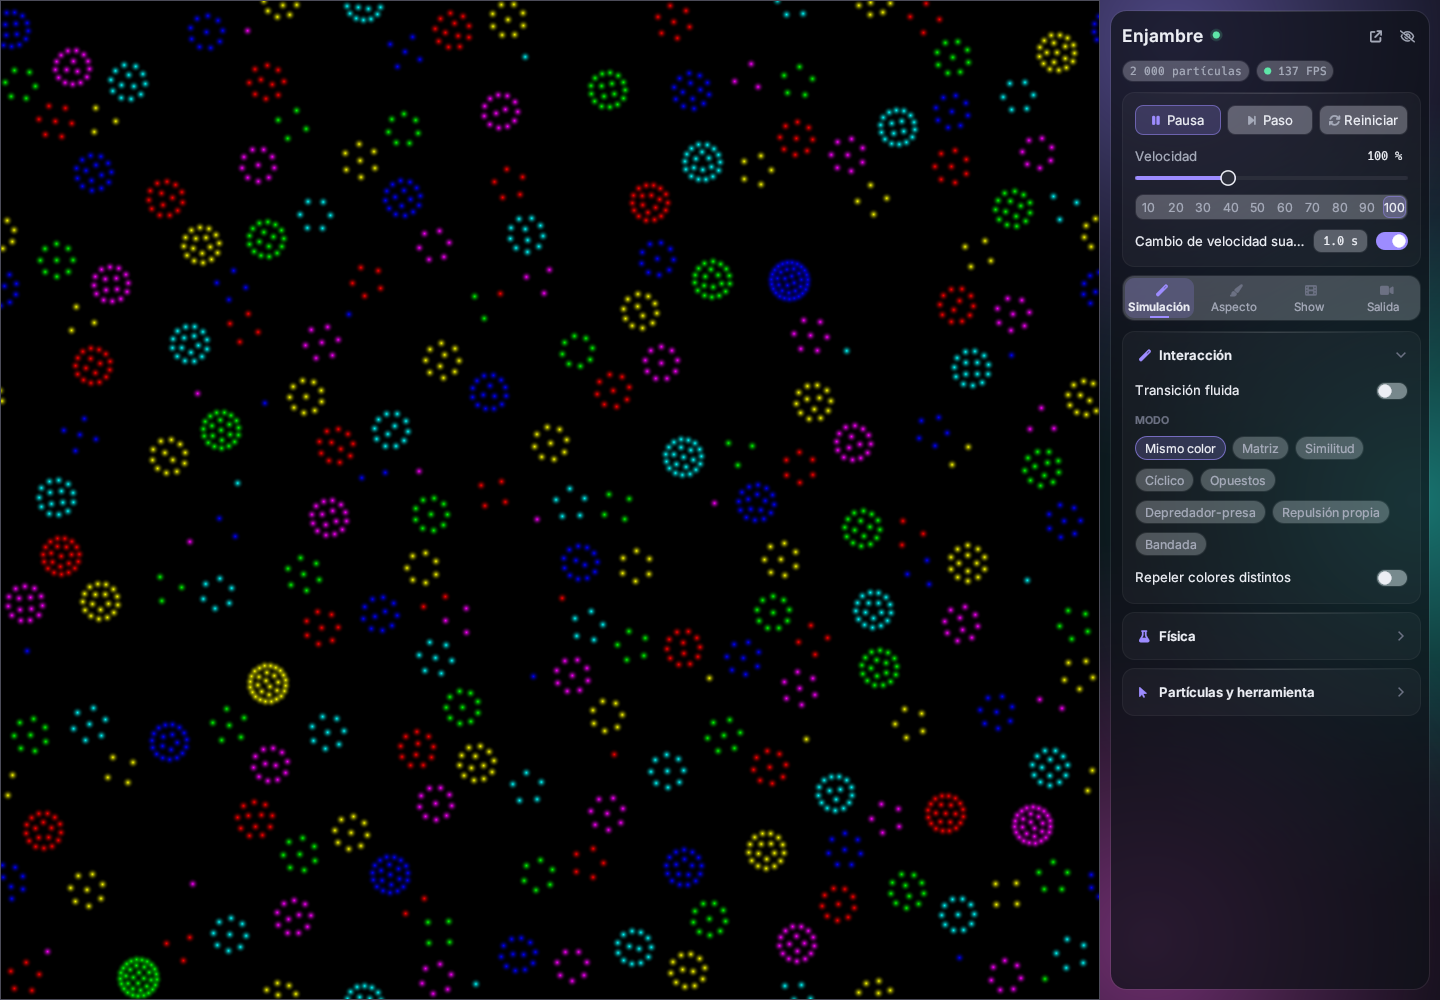 Enjambre
2 000 partículas
137 FPS
Pausa
Paso
Reiniciar
Velocidad
100 %
10 20 30 40 50 60 70 80 90 100
Cambio de velocidad sua...
1.0 s
Simulación
Aspecto
Show
Salida
Interacción
Transición fluida
MODO
Mismo color
Matriz
Similitud
Cíclico
Opuestos
Depredador-presa
Repulsión propia
Bandada
Repeler colores distintos
Física
Partículas y herramienta